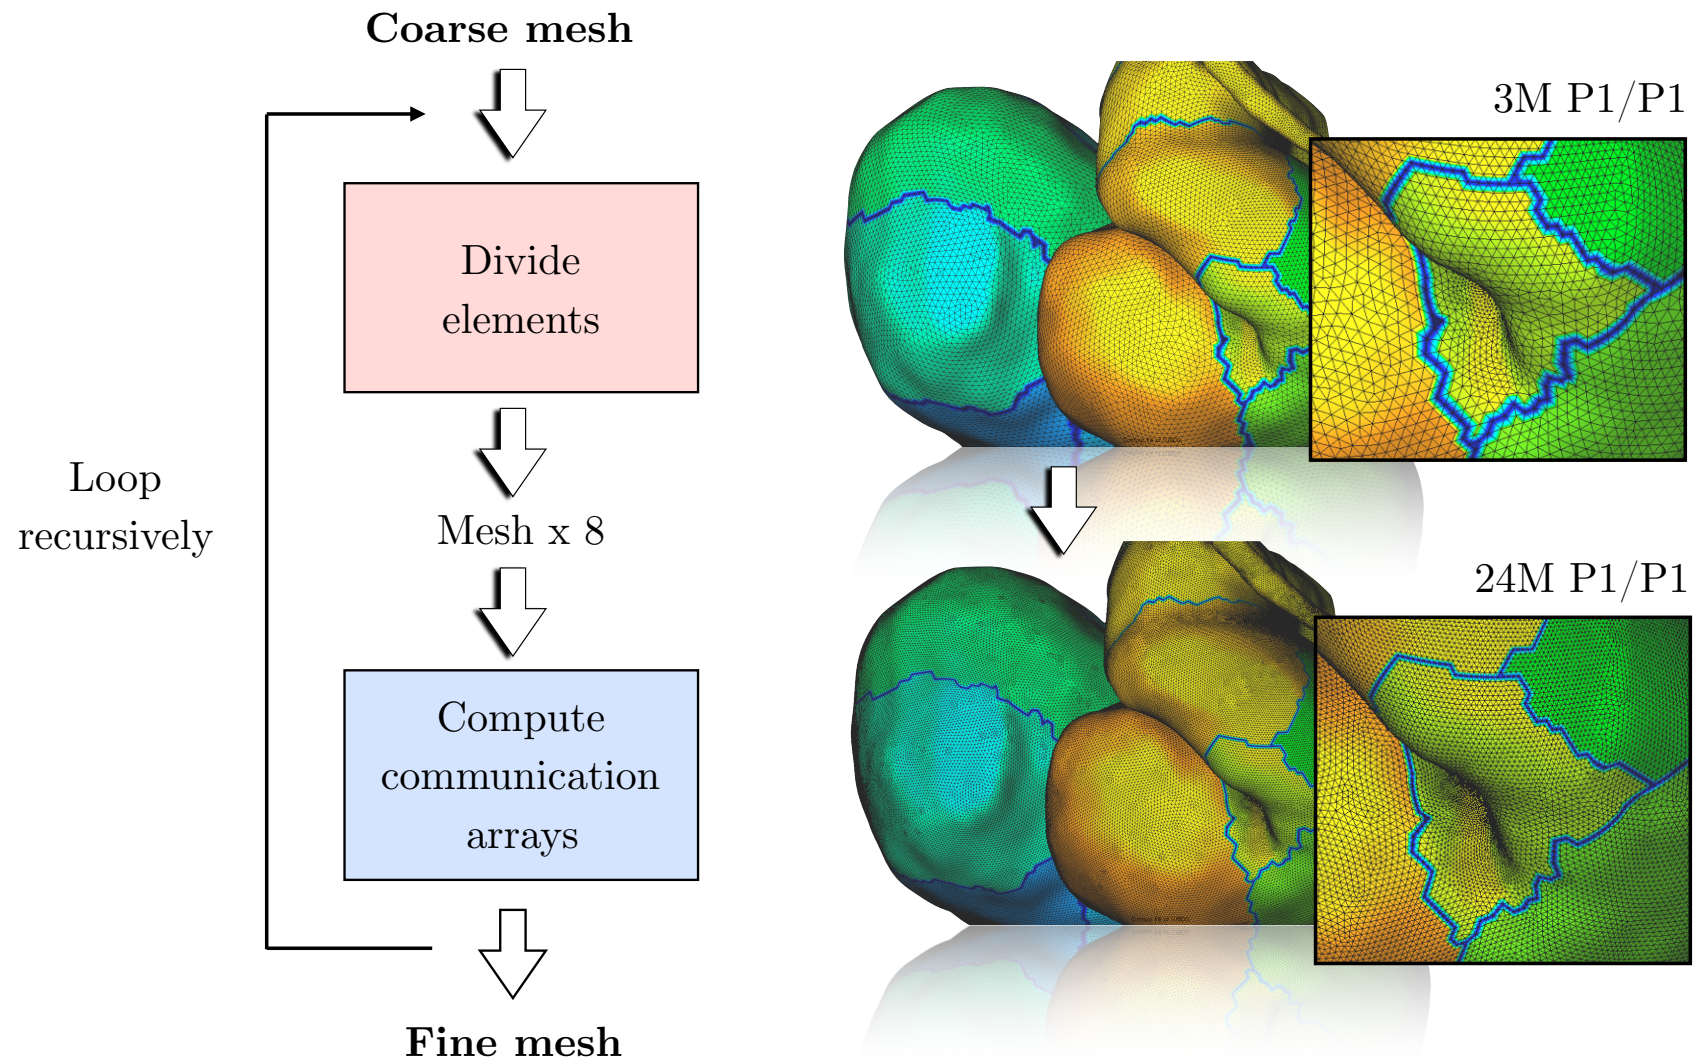 Coarse mesh
Divide
elements
Mesh x 8
Loop
recursively
Compute
communication
arrays
Fine mesh
3M P1/P1
24M P1/P1